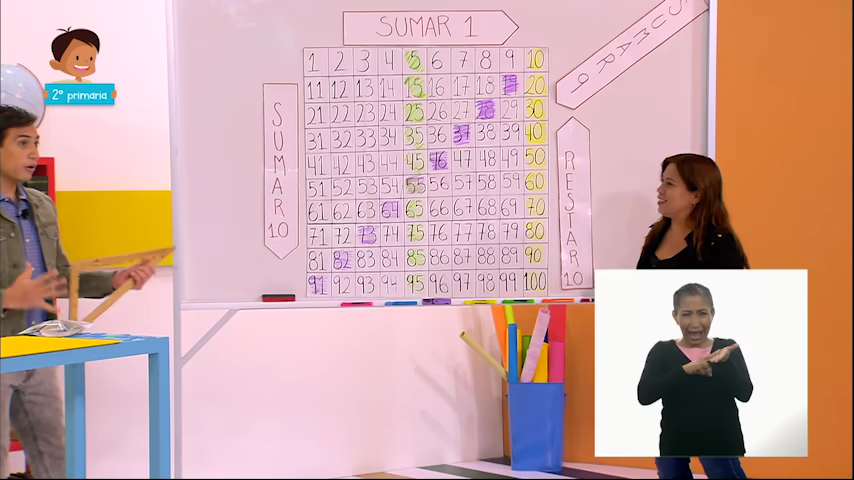 SUMAR 1
SUMAR 9
2° primaria
SUMAR 10
RESTAR 10
1 2 3 4 5 6 7 8 9 10
11 12 13 14 15 16 17 18 19 20
21 22 23 24 25 26 27 28 29 30
31 32 33 34 35 36 37 38 39 40
41 42 43 44 45 46 47 48 49 50
51 52 53 54 55 56 57 58 59 60
61 62 63 64 65 66 67 68 69 70
71 72 73 74 75 76 77 78 79 80
81 82 83 84 85 86 87 88 89 90
91 92 93 94 95 96 97 98 99 100